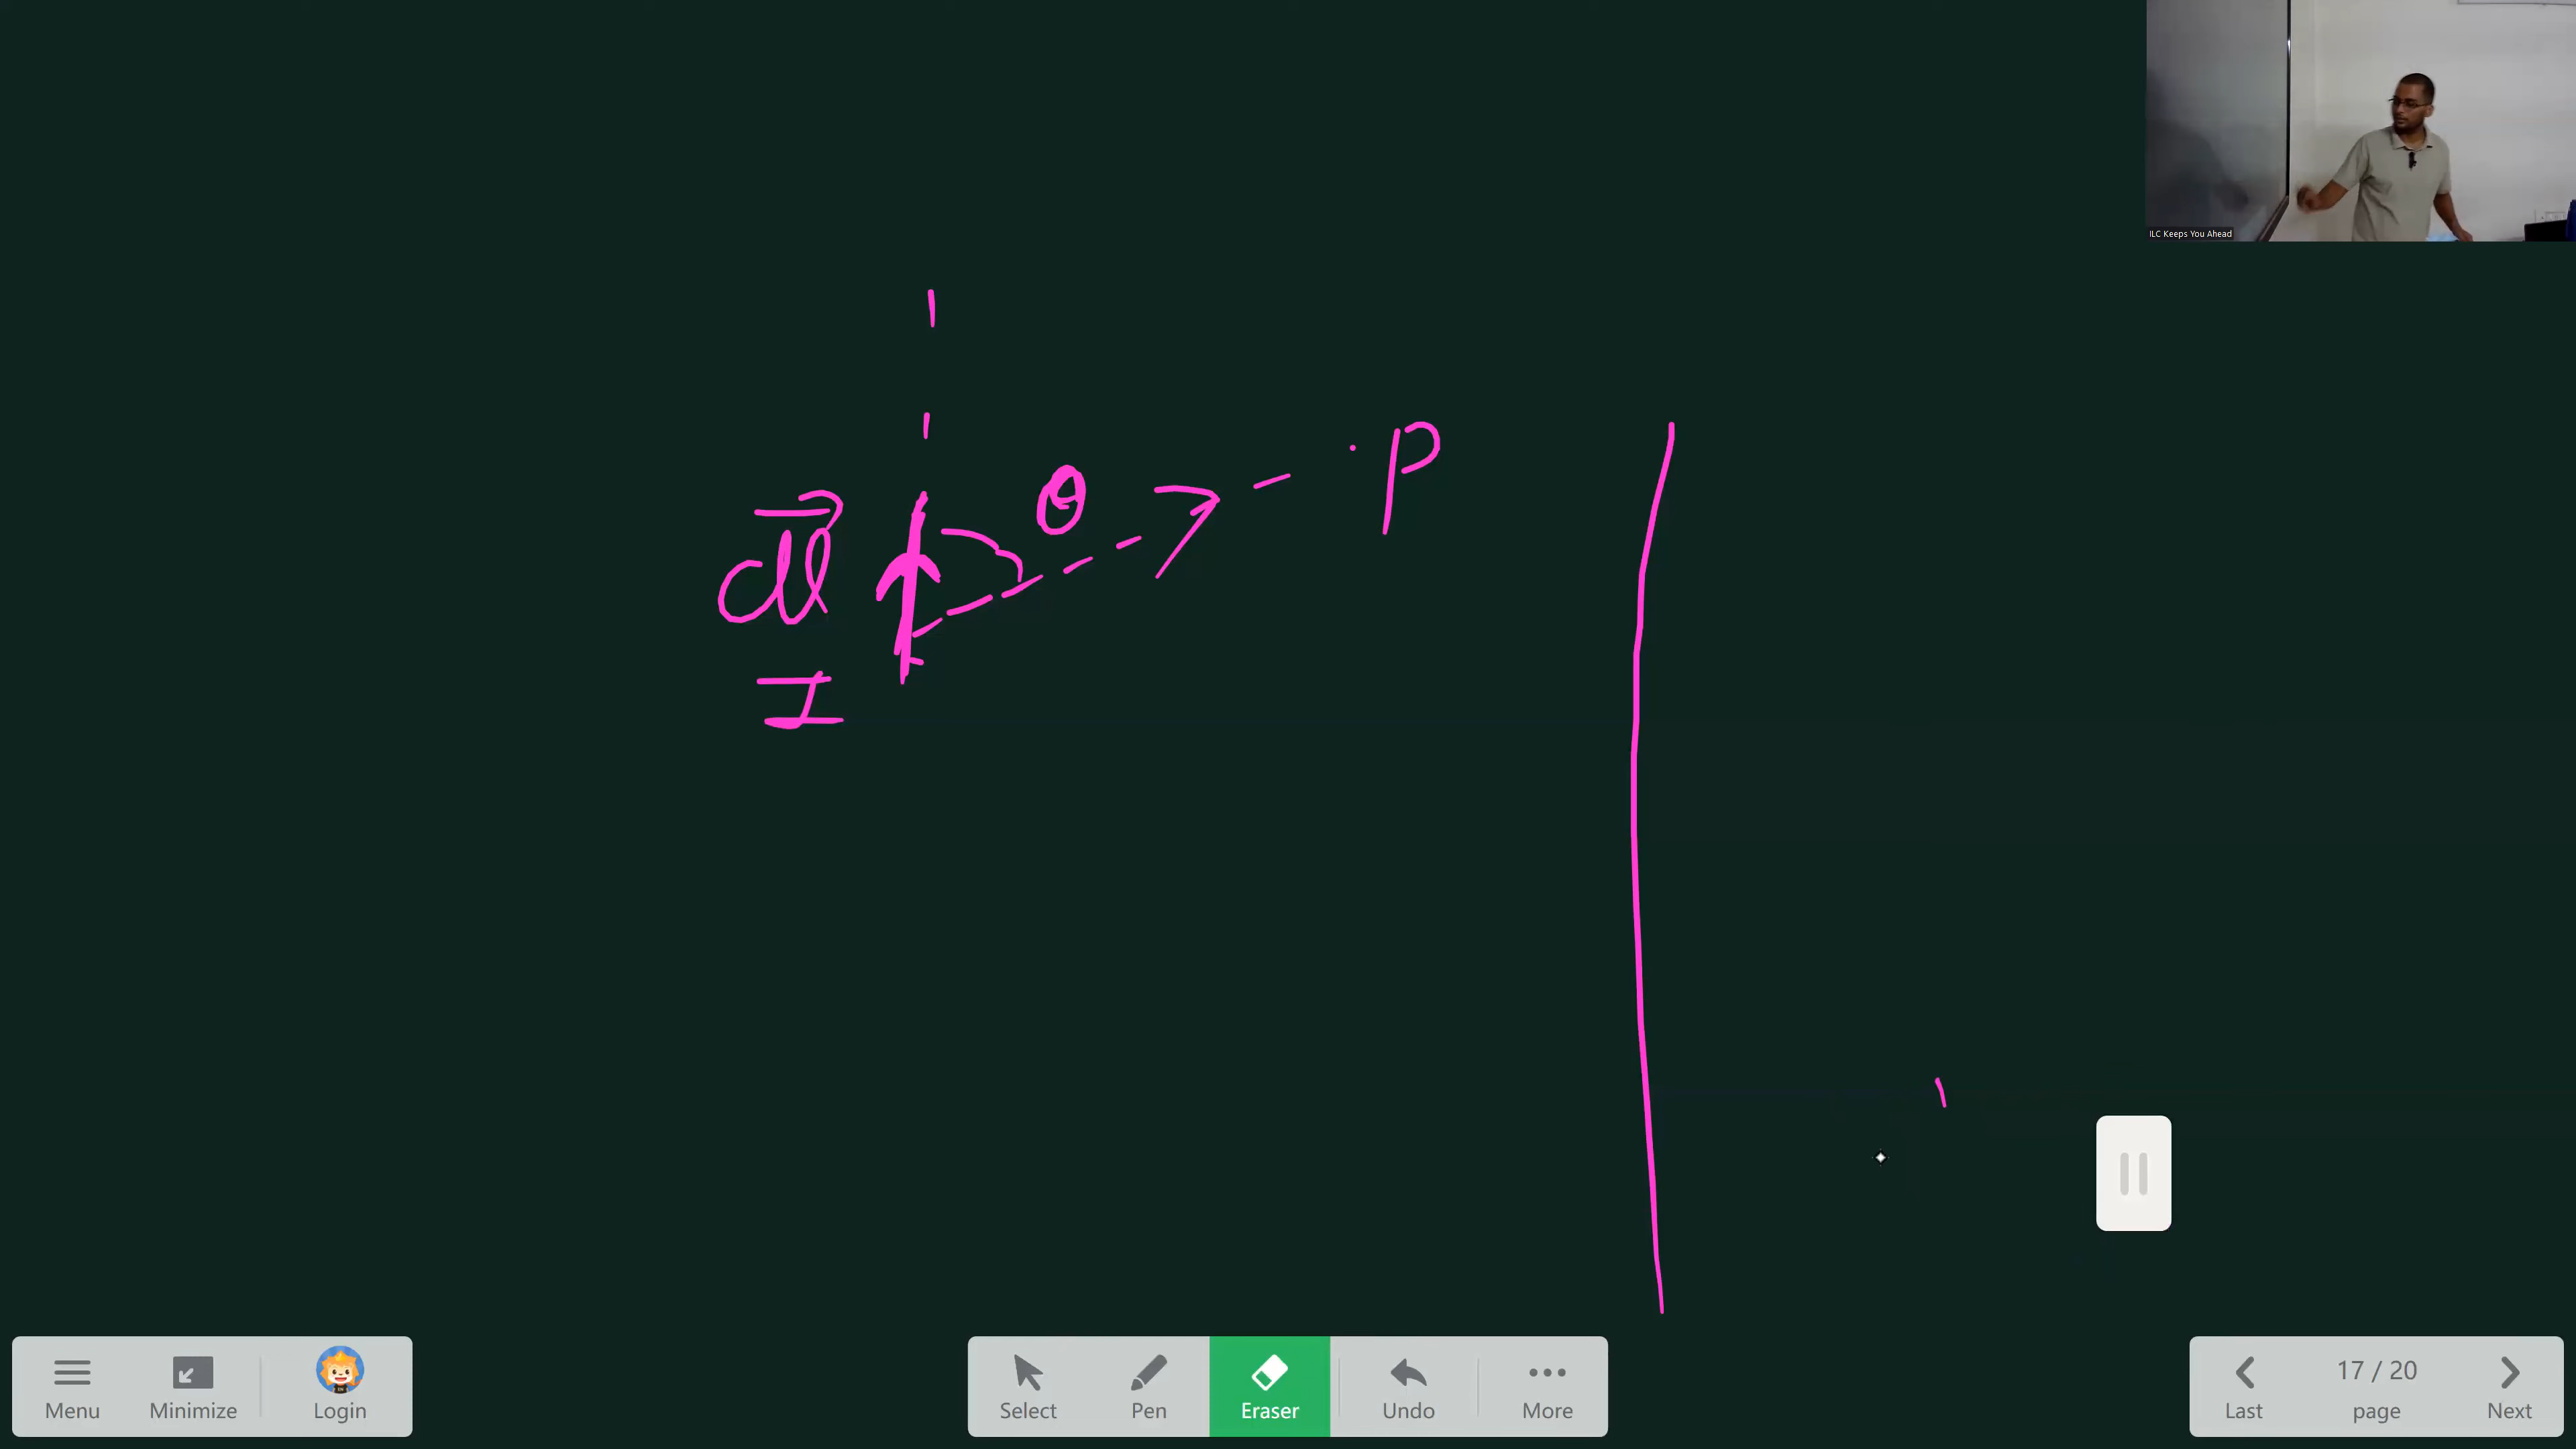 ILC Keeps You Ahead
P
θ
dl
I
Menu
Minimize
Login
Select
Pen
Eraser
Undo
More
Last
17 / 20
page
Next